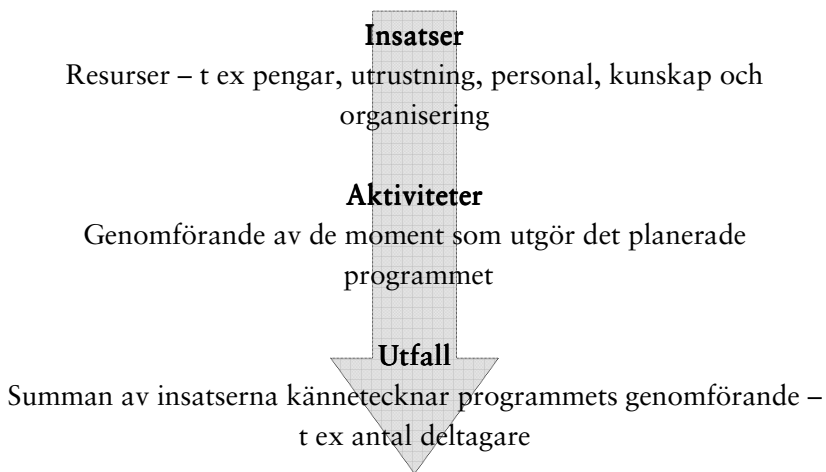 Insatser
Resurser – t ex pengar, utrustning, personal, kunskap och
organisering
Aktiviteter
Genomförande av de moment som utgör det planerade
programmet
Utfall
Summan av insatserna kännetecknar programmets genomförande –
t ex antal deltagare